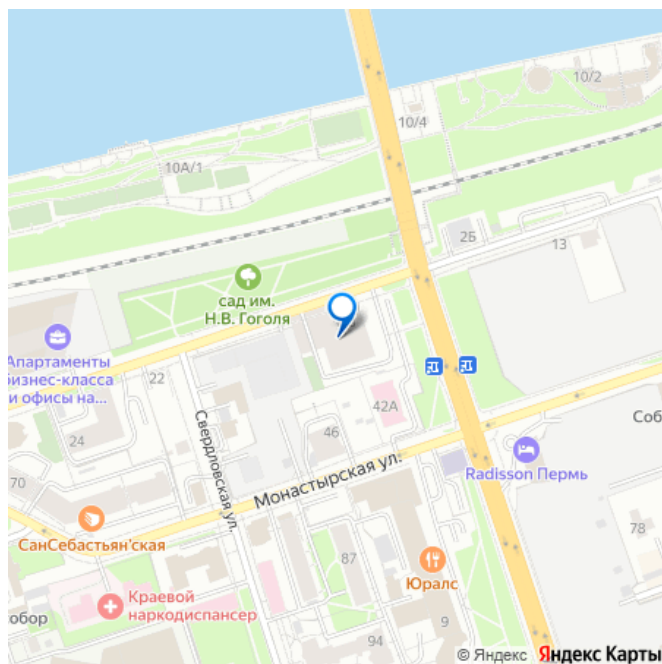 10/2
10/4
10А/1
2Б
13
сад им.
Н.В. Гоголя
Апартаменты
бизнес-класса
и офисы на...
22
42А
24
46
Соб
Свердловская ул.
Монастырская ул.
Radisson Пермь
70
СанСебастьян'ская
78
87
Юралс
Краевой
наркодиспансер
обор
94
9
© Яндекс Яндекс Карты